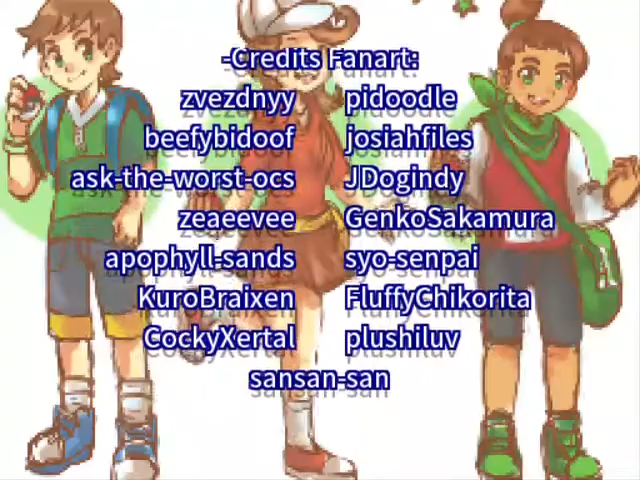 -Credits Fanart:
zvezdnyy pidoodle
beefybidoof josiahfiles
ask-the-worst-ocs JDogindy
zeaeevee GenkoSakamura
apophyll-sands syo-senpai
KuroBraixen FluffyChikorita
CockyXertal plushiluv
sansan-san